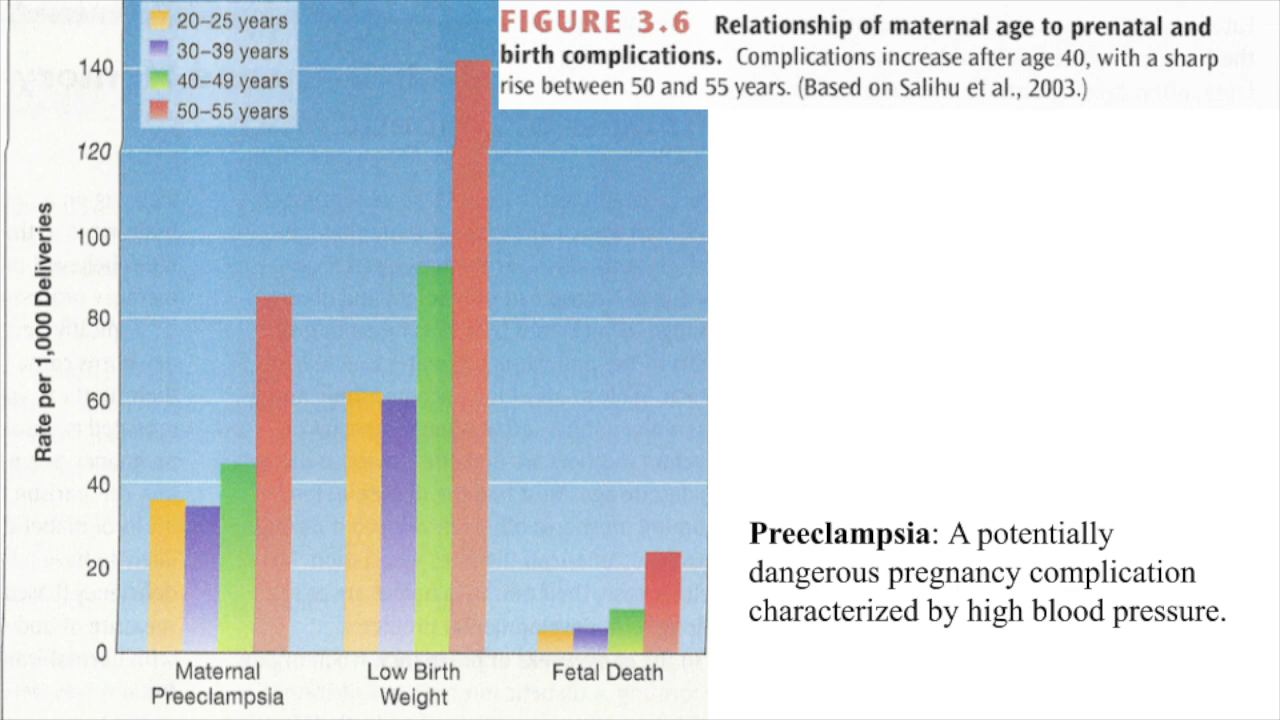 20–25 years
30–39 years
40–49 years
50–55 years
FIGURE 3.6 Relationship of maternal age to prenatal and
birth complications. Complications increase after age 40, with a sharp
rise between 50 and 55 years. (Based on Salihu et al., 2003.)
Rate per 1,000 Deliveries
140
120
100
80
60
40
20
0
Maternal
Preeclampsia
Low Birth
Weight
Fetal Death
Preeclampsia: A potentially
dangerous pregnancy complication
characterized by high blood pressure.